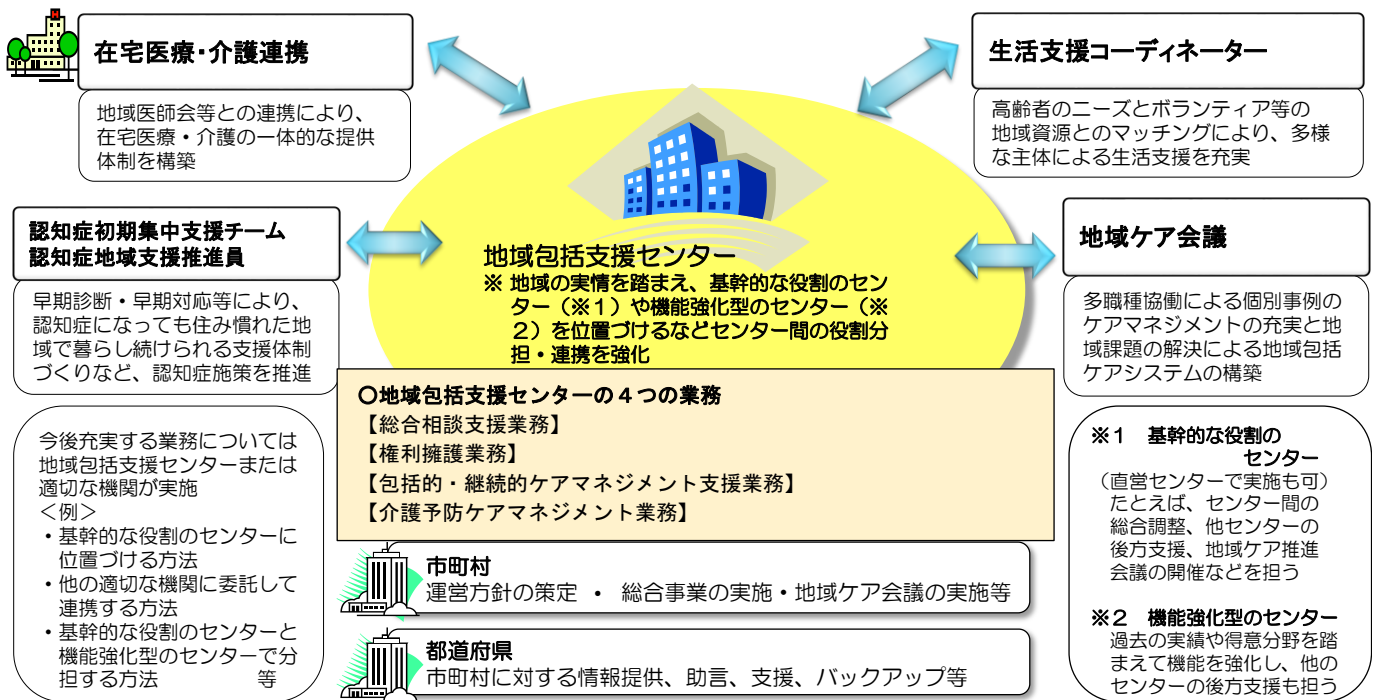 在宅医療・介護連携
地域医師会等との連携により、
在宅医療・介護の一体的な提供
体制を構築
生活支援コーディネーター
高齢者のニーズとボランティア等の
地域資源とのマッチングにより、多様
な主体による生活支援を充実
認知症初期集中支援チーム
認知症地域支援推進員
早期診断・早期対応等により、
認知症になっても住み慣れた地
域で暮らし続けられる支援体制
づくりなど、認知症施策を推進
地域包括支援センター
※ 地域の実情を踏まえ、基幹的な役割のセン
ター（※１）や機能強化型のセンター（※
２）を位置づけるなどセンター間の役割分
担・連携を強化
地域ケア会議
多職種協働による個別事例の
ケアマネジメントの充実と地
域課題の解決による地域包括
ケアシステムの構築
〇地域包括支援センターの４つの業務
【総合相談支援業務】
【権利擁護業務】
【包括的・継続的ケアマネジメント支援業務】
【介護予防ケアマネジメント業務】
今後充実する業務については
地域包括支援センターまたは
適切な機関が実施
＜例＞
・基幹的な役割のセンターに
位置づける方法
・他の適切な機関に委託して
連携する方法
・基幹的な役割のセンターと
機能強化型のセンターで分
担する方法 等
市町村
運営方針の策定 ・ 総合事業の実施・地域ケア会議の実施等
都道府県
市町村に対する情報提供、助言、支援、バックアップ等
※１ 基幹的な役割の
センター
（直営センターで実施も可）
たとえば、センター間の
総合調整、他センターの
後方支援、地域ケア推進
会議の開催などを担う
※２ 機能強化型のセンター
過去の実績や得意分野を踏
まえて機能を強化し、他の
センターの後方支援も担う